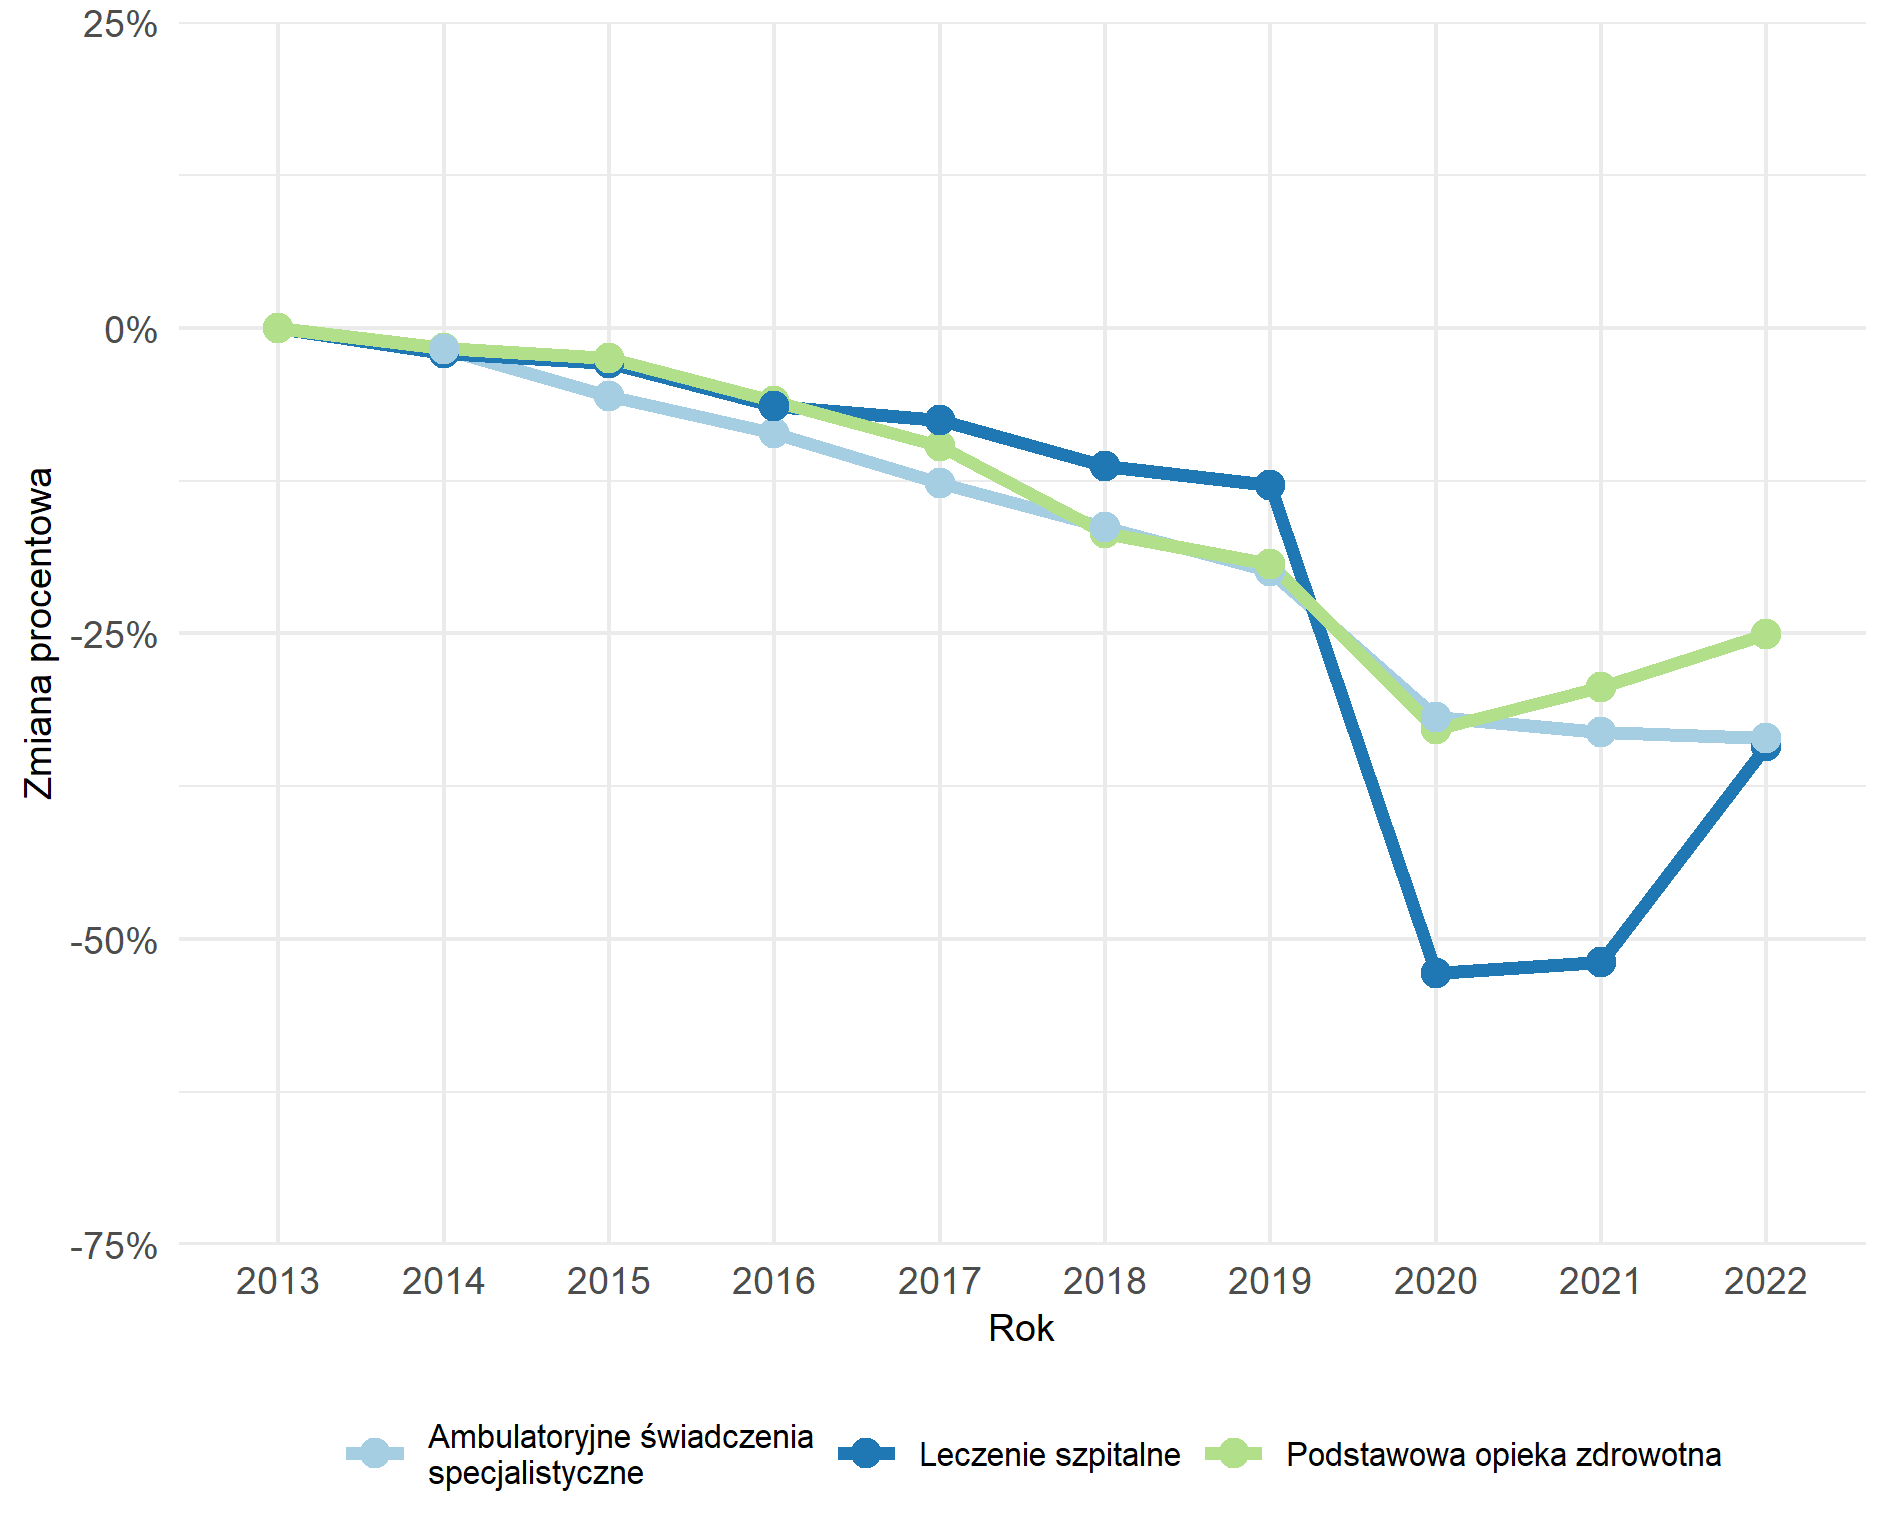 25%
0%
-25%
-50%
-75%
Zmiana procentowa
2013 2014 2015 2016 2017 2018 2019 2020 2021 2022
Rok
Ambulatoryjne świadczenia
specjalistyczne
Leczenie szpitalne
Podstawowa opieka zdrowotna